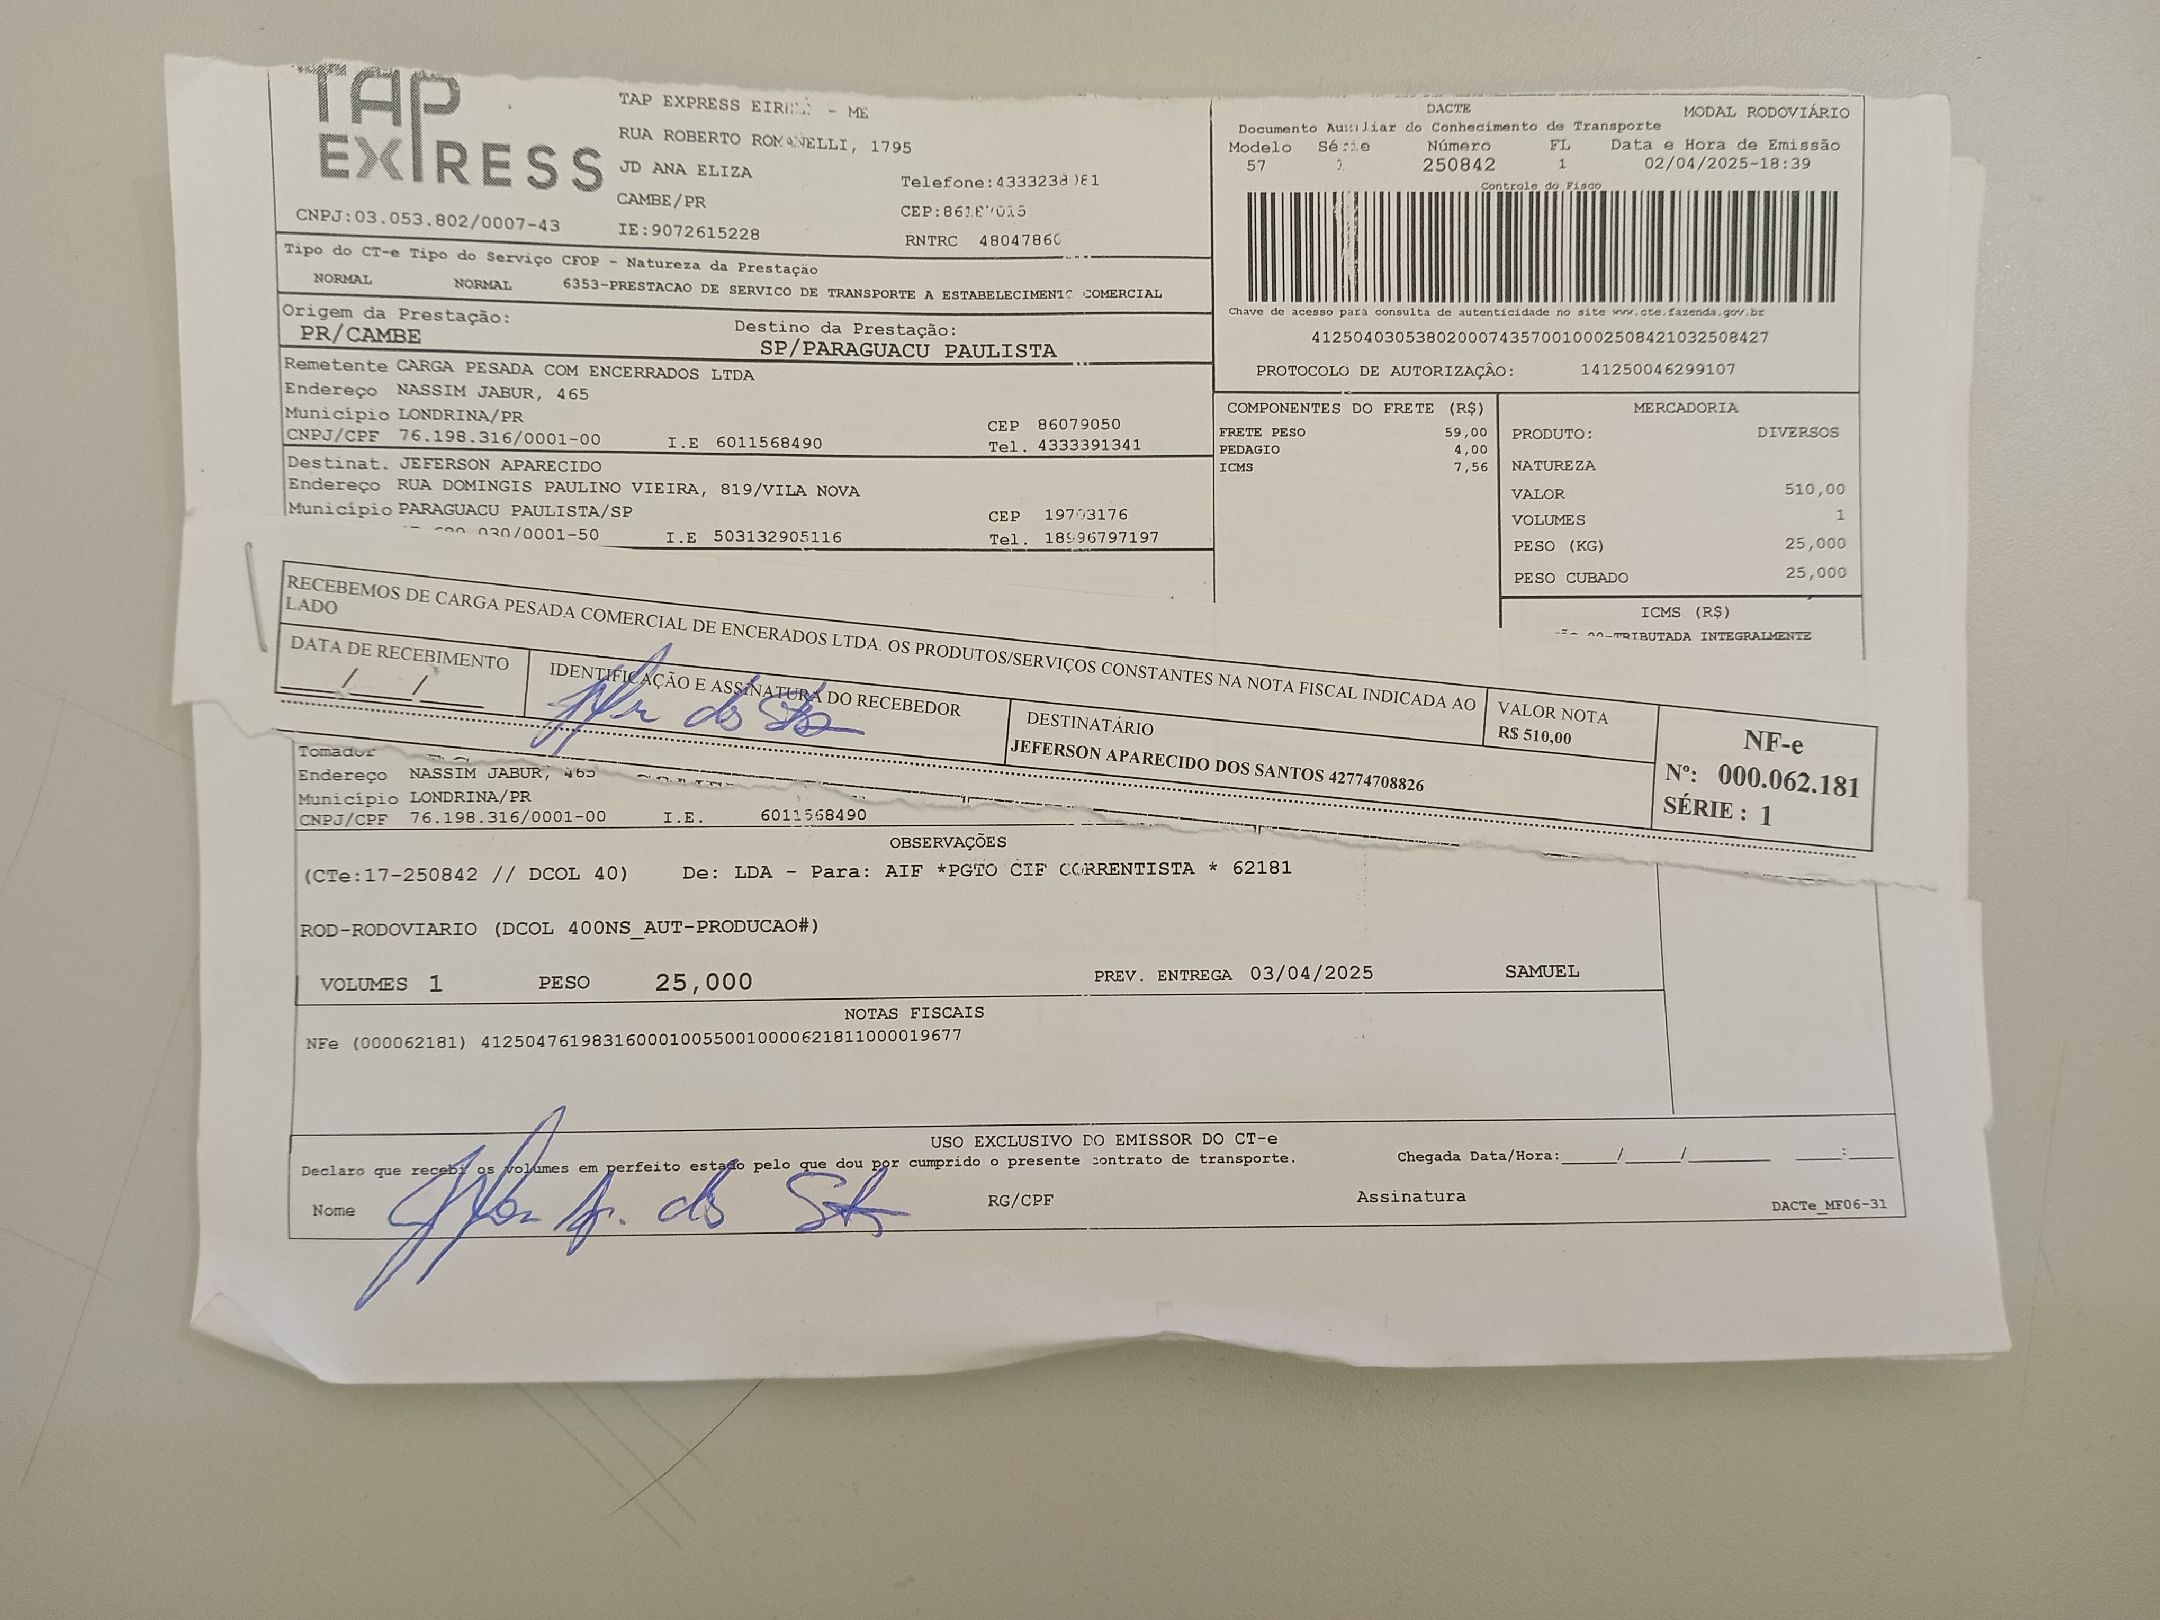 TAP EXPRESS
TAP EXPRESS - ME
RUA ROBERTO ROMANELLI, 1795
JD ANA ELIZA
CAMBE/PR
IE:9072615228
CNPJ:03.053.802/0007-43
RNTRC
DACTE
MODAL RODOVIÁRIO
Documento Auxiliar do Conhecimento de Transporte
Modelo Série Número FL Data e Hora de Emissão
57 250842 1 02/04/2025-18:39
Controle do Fisco
Chave de acesso para consulta de autenticidade no site www.cte.fazenda.gov.br
41250403053802000743570010002508421032508427
PROTOCOLO DE AUTORIZAÇÃO: 141250046299107
Tipo do CT-e Tipo do Serviço CFOP - Natureza da Prestação
NORMAL NORMAL 6353-PRESTACAO DE SERVICO DE TRANSPORTE A ESTABELECIMENTO COMERCIAL
Origem da Prestação:
PR/CAMBE
Destino da Prestação:
SP/PARAGUACU PAULISTA
Remetente CARGA PESADA COM ENCERRADOS LTDA
Endereço NASSIM JABUR, 465
Município LONDRINA/PR CEP 86079050
CNPJ/CPF 76.198.316/0001-00 I.E 6011568490 Tel. 4333391341
Destinat. JEFERSON APARECIDO
Endereço RUA DOMINGIS PAULINO VIEIRA, 819/VILA NOVA
Município PARAGUACU PAULISTA/SP CEP
I.E 503132905116 Tel. 18996797197
COMPONENTES DO FRETE (R$)
FRETE PESO 59,00
PEDAGIO 4,00
ICMS 7,56
MERCADORIA
PRODUTO: DIVERSOS
NATUREZA
VALOR 510,00
VOLUMES 1
PESO (KG) 25,000
PESO CUBADO 25,000
ICMS (R$)
00-TRIBUTADA INTEGRALMENTE
RECEBEMOS DE CARGA PESADA COMERCIAL DE ENCERADOS LTDA. OS PRODUTOS/SERVIÇOS CONSTANTES NA NOTA FISCAL INDICADA AO
LADO
DATA DE RECEBIMENTO
__/__/__
IDENTIFICAÇÃO E ASSINATURA DO RECEBEDOR
DESTINATÁRIO
JEFERSON APARECIDO DOS SANTOS 42774708826
VALOR NOTA
R$ 510,00
NF-e
Nº: 000.062.181
SÉRIE : 1
Tomador
Endereço NASSIM JABUR, 465
Município LONDRINA/PR
CNPJ/CPF 76.198.316/0001-00 I.E. 6011568490
OBSERVAÇÕES
(CTe:17-250842 // DCOL 40) De: LDA - Para: AIF *PGTO CIF CORRENTISTA * 62181
ROD-RODOVIARIO (DCOL 400NS_AUT-PRODUCAO#)
VOLUMES 1 PESO 25,000 PREV. ENTREGA 03/04/2025 SAMUEL
NOTAS FISCAIS
NFe (000062181) 41250476198316000100550010000621811000019677
USO EXCLUSIVO DO EMISSOR DO CT-e
Declaro que recebi os volumes em perfeito estado pelo que dou por cumprido o presente contrato de transporte.
Chegada Data/Hora:____/____/____ ___:___
Nome RG/CPF Assinatura
DACTe_MF06-31